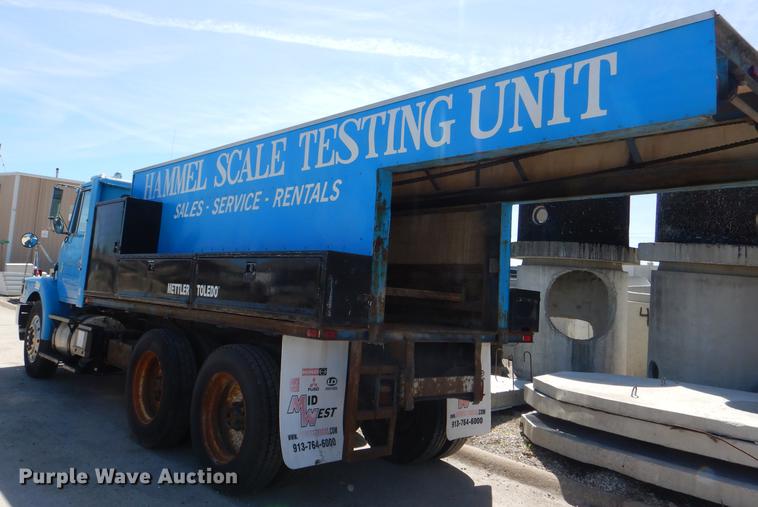 HAMMEL SCALE TESTING UNIT
SALES - SERVICE - RENTALS
METTLER TOLEDO
MID WEST
913-764-6000
913-764-6000
Purple Wave Auction